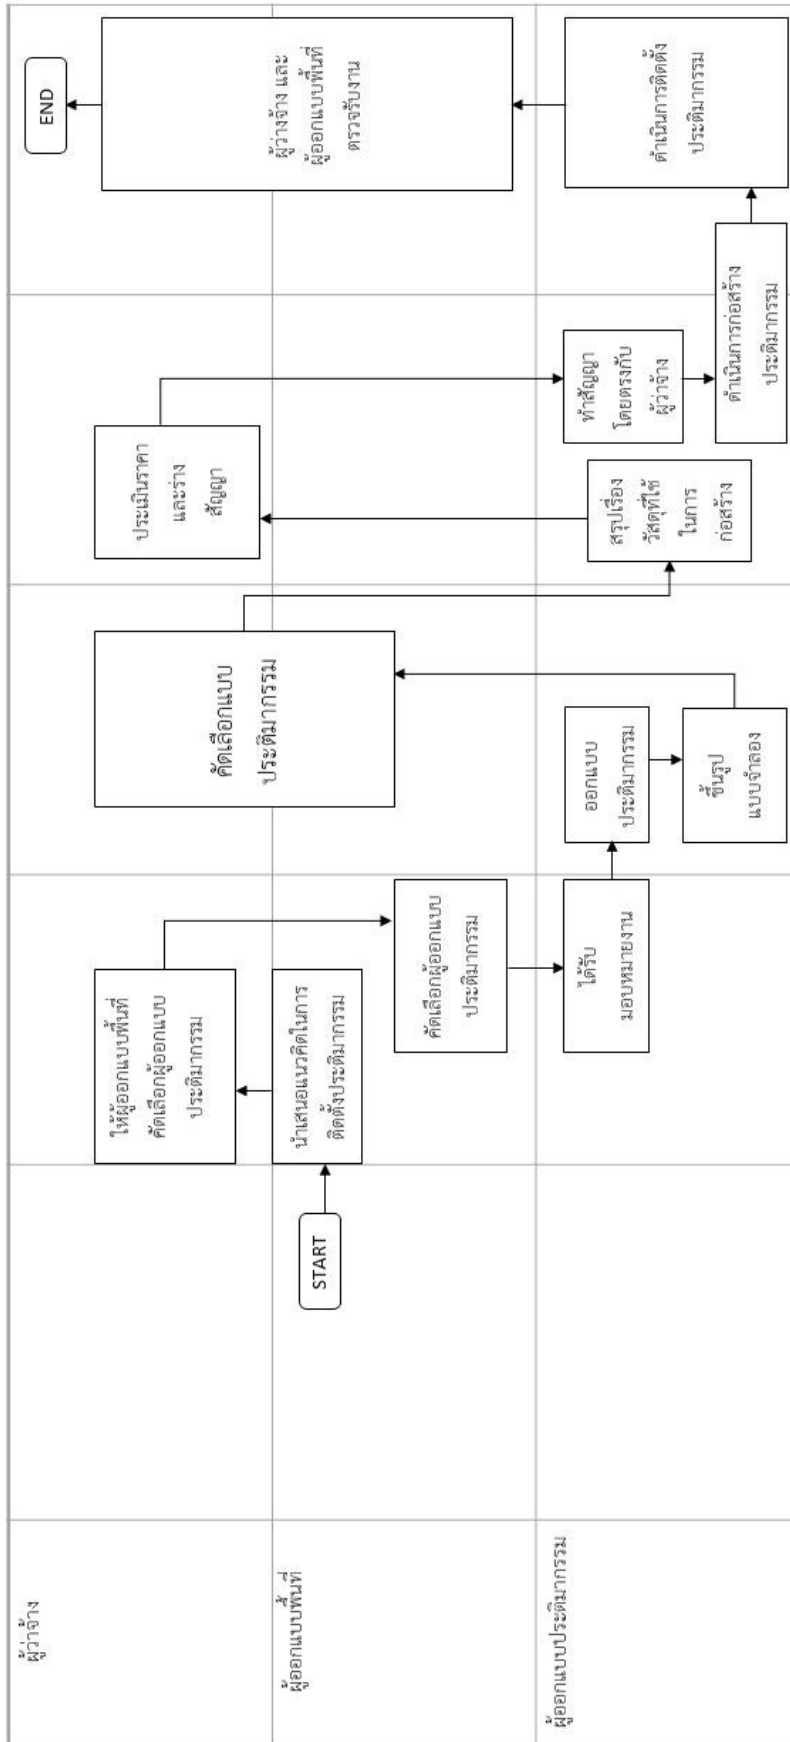 ผู้ว่าจ้าง
ผู้ออกแบบพื้นที่
ผู้ออกแบบประติมากรรม
START
นำเสนอแนวคิดในการ
ติดตั้งประติมากรรม
ให้ผู้ออกแบบพื้นที่
คัดเลือกผู้ออกแบบ
ประติมากรรม
คัดเลือกผู้ออกแบบ
ประติมากรรม
ได้รับ
มอบหมายงาน
ออกแบบ
ประติมากรรม
ขึ้นรูป
แบบจำลอง
คัดเลือกแบบ
ประติมากรรม
สรุปเรื่อง
วัสดุที่ใช้
ในการ
ก่อสร้าง
ประเมินราคา
และร่าง
สัญญา
ทำสัญญา
โดยตรงกับ
ผู้ว่าจ้าง
ดำเนินการก่อสร้าง
ประติมากรรม
ดำเนินการติดตั้ง
ประติมากรรม
ผู้ว่างจ้าง และ
ผู้ออกแบบพื้นที่
ตรวจรับงาน
END